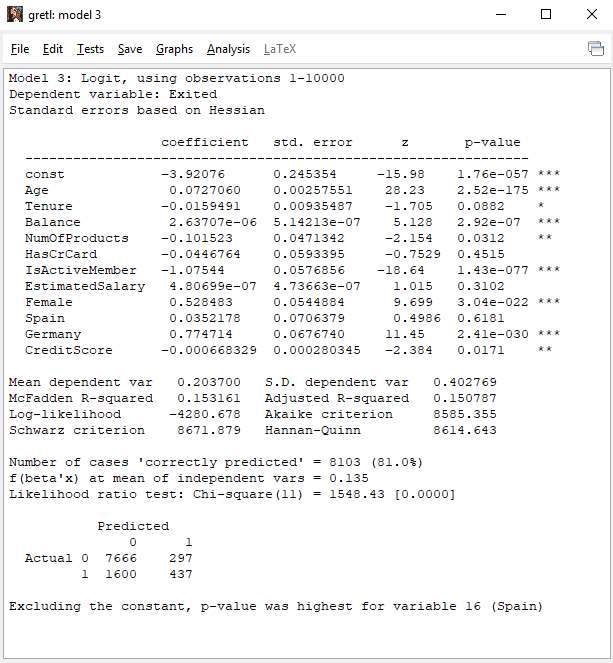 gretl: model 3
File Edit Tests Save Graphs Analysis LaTeX
Model 3: Logit, using observations 1-10000
Dependent variable: Exited
Standard errors based on Hessian
coefficient std. error z p-value
---------------------------------------------------------------
const -3.92076 0.245354 -15.98 1.76e-057 ***
Age 0.0727060 0.00257551 28.23 2.52e-175 ***
Tenure -0.0159491 0.00935487 -1.705 0.0882 *
Balance 2.63707e-06 5.14213e-07 5.128 2.92e-07 ***
NumOfProducts -0.101523 0.0471342 -2.154 0.0312 **
HasCrCard -0.0446764 0.0593395 -0.7529 0.4515
IsActiveMember -1.07544 0.0576856 -18.64 1.43e-077 ***
EstimatedSalary 4.80699e-07 4.73663e-07 1.015 0.3102
Female 0.528483 0.0544884 9.699 3.04e-022 ***
Spain 0.0352178 0.0706379 0.4986 0.6181
Germany 0.774714 0.0676740 11.45 2.41e-030 ***
CreditScore -0.000668329 0.000280345 -2.384 0.0171 **
Mean dependent var 0.203700 S.D. dependent var 0.402769
McFadden R-squared 0.153161 Adjusted R-squared 0.150787
Log-likelihood -4280.678 Akaike criterion 8585.355
Schwarz criterion 8671.879 Hannan-Quinn 8614.643
Number of cases 'correctly predicted' = 8103 (81.0%)
f(beta'x) at mean of independent vars = 0.135
Likelihood ratio test: Chi-square(11) = 1548.43 [0.0000]
Predicted
0 1
Actual 0 7666 297
1 1600 437
Excluding the constant, p-value was highest for variable 16 (Spain)